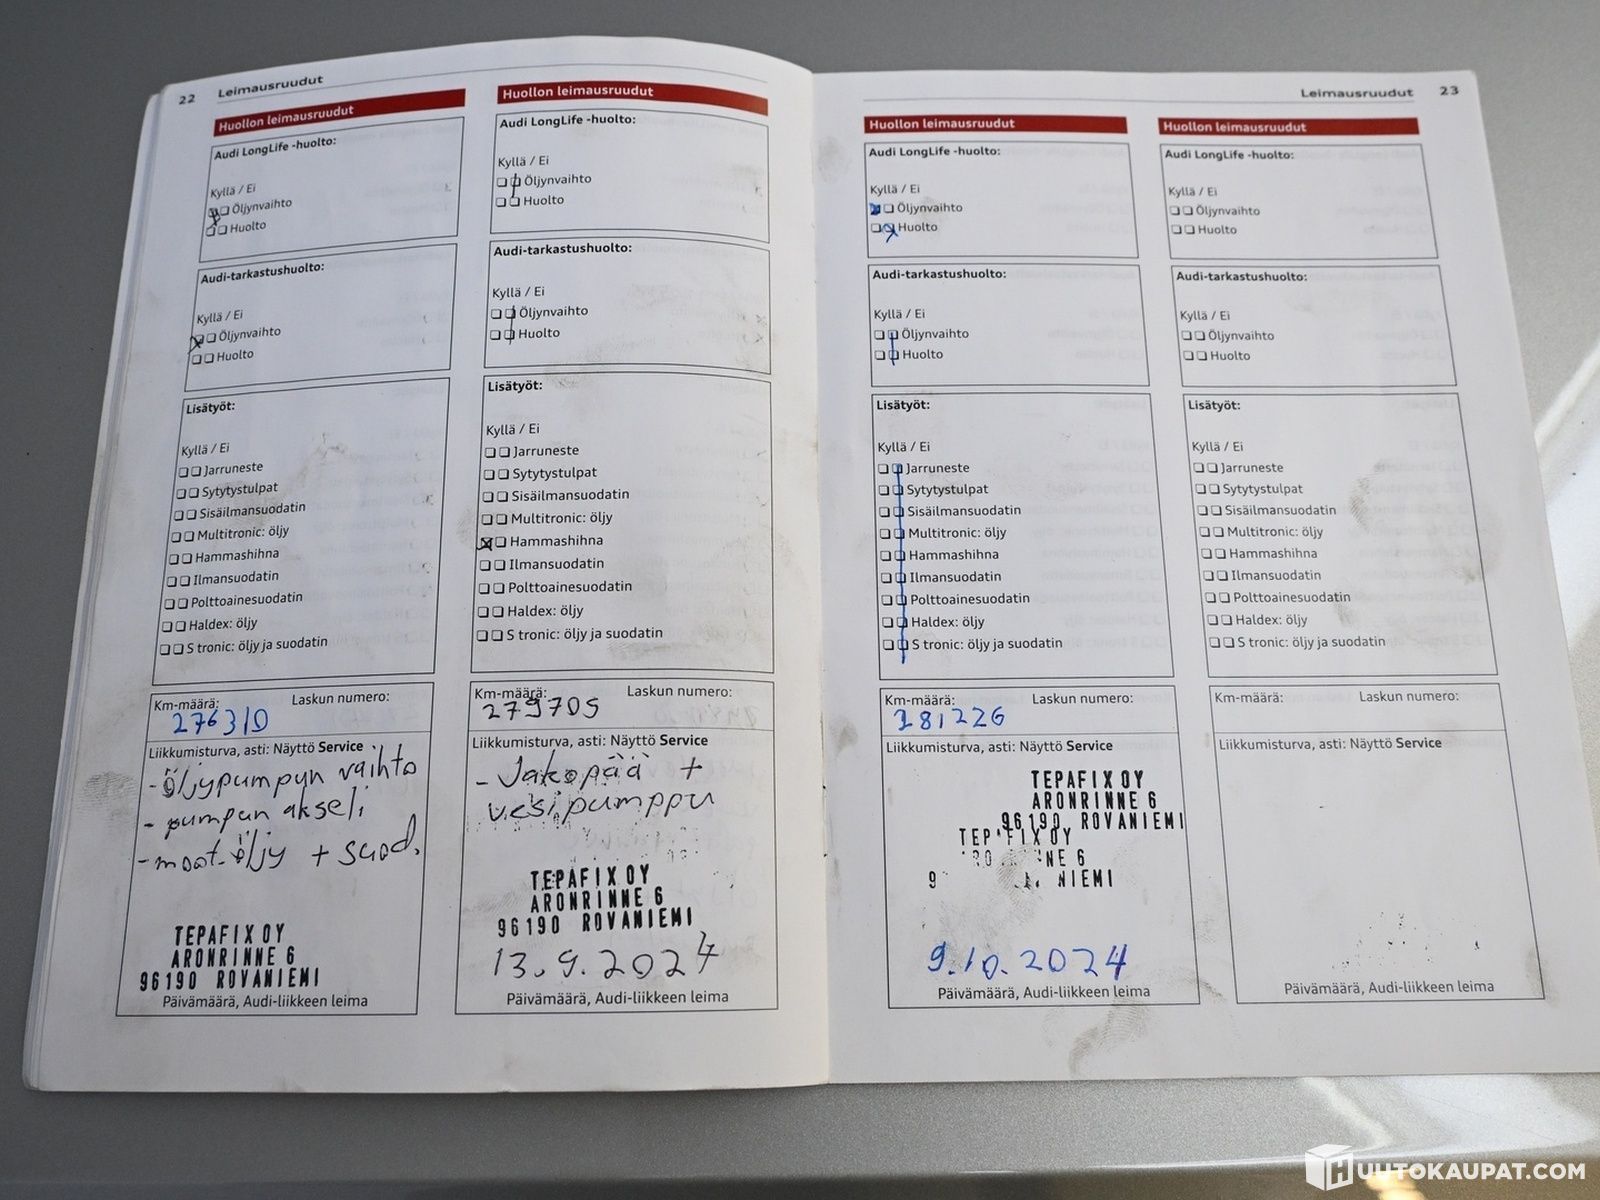 22 Leimausruudut
Huollon leimausruudut
Audi LongLife -huolto:
Kyllä / Ei
Öljynvaihto
Huolto
Audi-tarkastushuolto:
Kyllä / Ei
Öljynvaihto
Huolto
Lisätyöt:
Kyllä / Ei
Jarruneste
Sytytystulpat
Sisäilmansuodatin
Multitronic: öljy
Hammashihna
Ilmansuodatin
Polttoainesuodatin
Haldex: öljy
S tronic: öljy ja suodatin
Km-määrä: Laskun numero:
276310
Liikkumisturva, asti: Näyttö Service
- öljypumpun vaihto
- pumpun akseli
- moot.öljy + suod.
TEPAFIX OY
ARONRINNE 6
96190 ROVANIEMI
Päivämäärä, Audi-liikkeen leima
Huollon leimausruudut
Audi LongLife -huolto:
Kyllä / Ei
Öljynvaihto
Huolto
Audi-tarkastushuolto:
Kyllä / Ei
Öljynvaihto
Huolto
Lisätyöt:
Kyllä / Ei
Jarruneste
Sytytystulpat
Sisäilmansuodatin
Multitronic: öljy
Hammashihna
Ilmansuodatin
Polttoainesuodatin
Haldex: öljy
S tronic: öljy ja suodatin
Km-määrä: Laskun numero:
279705
Liikkumisturva, asti: Näyttö Service
- Jakopää +
vesipumppu
TEPAFIX OY
ARONRINNE 6
96190 ROVANIEMI
13.9.2024
Päivämäärä, Audi-liikkeen leima
Leimausruudut 23
Huollon leimausruudut
Audi LongLife -huolto:
Kyllä / Ei
Öljynvaihto
Huolto
Audi-tarkastushuolto:
Kyllä / Ei
Öljynvaihto
Huolto
Lisätyöt:
Kyllä / Ei
Jarruneste
Sytytystulpat
Sisäilmansuodatin
Multitronic: öljy
Hammashihna
Ilmansuodatin
Polttoainesuodatin
Haldex: öljy
S tronic: öljy ja suodatin
Km-määrä: Laskun numero:
281226
Liikkumisturva, asti: Näyttö Service
TEPAFIX OY
ARONRINNE 6
96190 ROVANIEMI
9.10.2024
Päivämäärä, Audi-liikkeen leima
Huollon leimausruudut
Audi LongLife -huolto:
Kyllä / Ei
Öljynvaihto
Huolto
Audi-tarkastushuolto:
Kyllä / Ei
Öljynvaihto
Huolto
Lisätyöt:
Kyllä / Ei
Jarruneste
Sytytystulpat
Sisäilmansuodatin
Multitronic: öljy
Hammashihna
Ilmansuodatin
Polttoainesuodatin
Haldex: öljy
S tronic: öljy ja suodatin
Km-määrä: Laskun numero:
Liikkumisturva, asti: Näyttö Service
Päivämäärä, Audi-liikkeen leima
HUUTOKAUPAT.COM